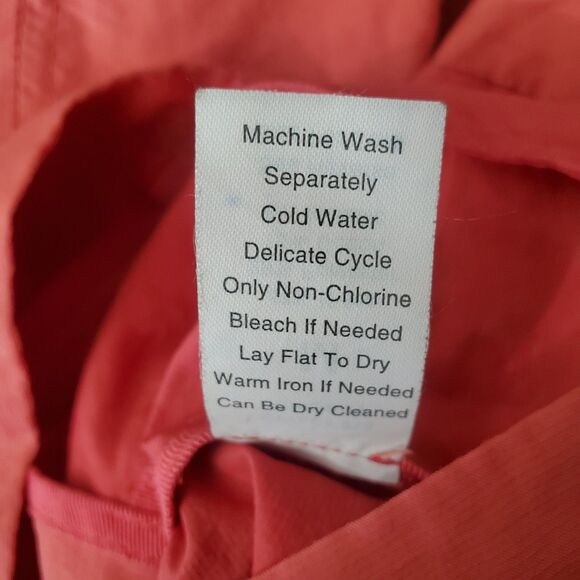 Machine Wash
Separately
Cold Water
Delicate Cycle
Only Non-Chlorine
Bleach If Needed
Lay Flat To Dry
Warm Iron If Needed
Can Be Dry Cleaned